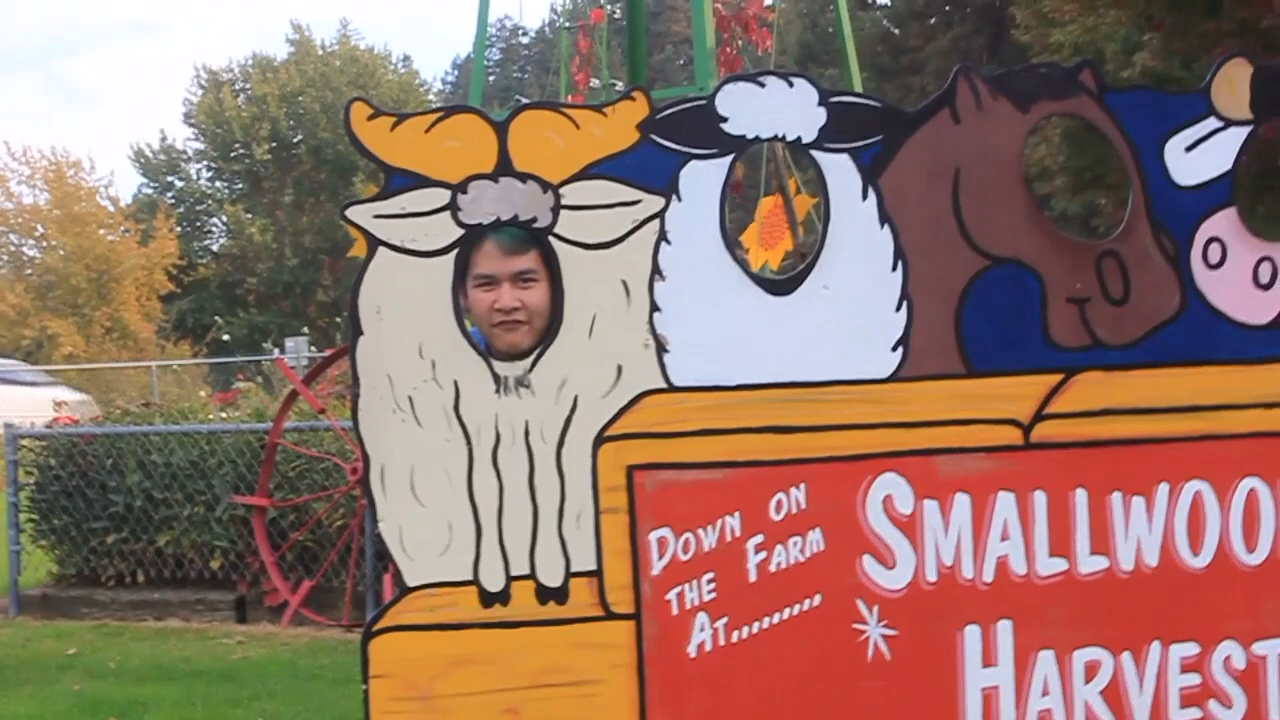 DOWN ON
THE FARM
AT.........
SMALLWOO
HARVEST